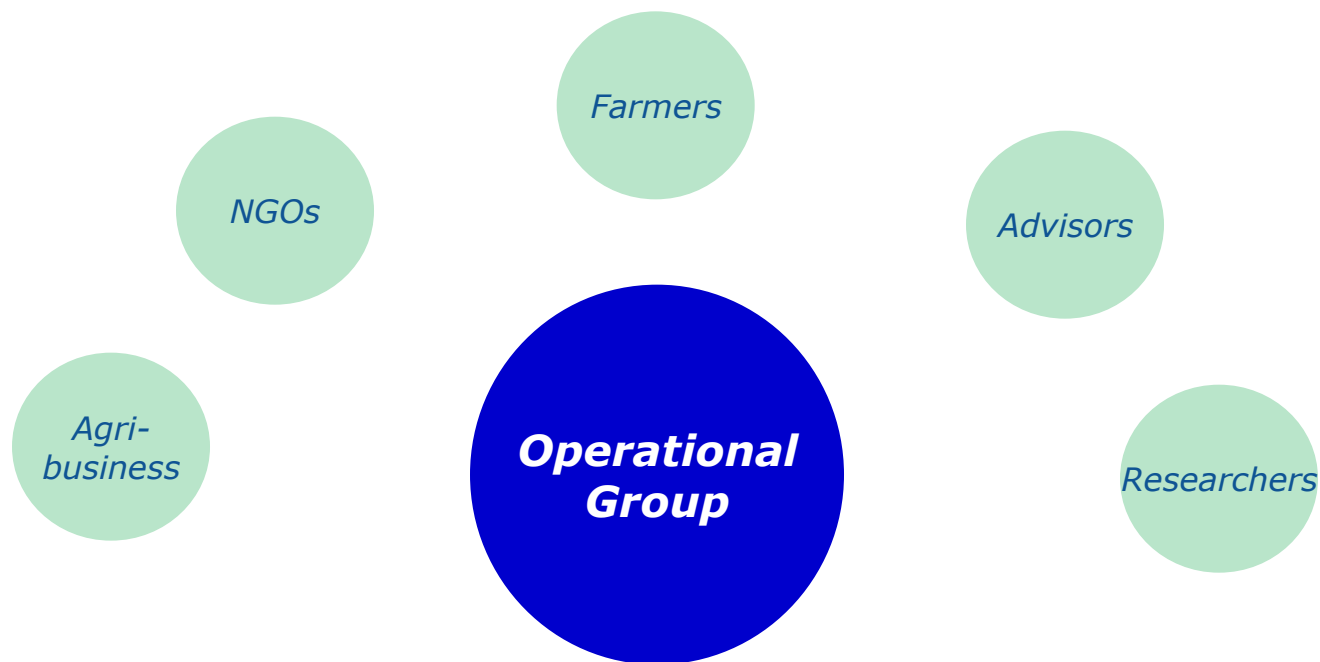 Farmers
NGOs
Advisors
Agri-
business
Operational
Group
Researchers